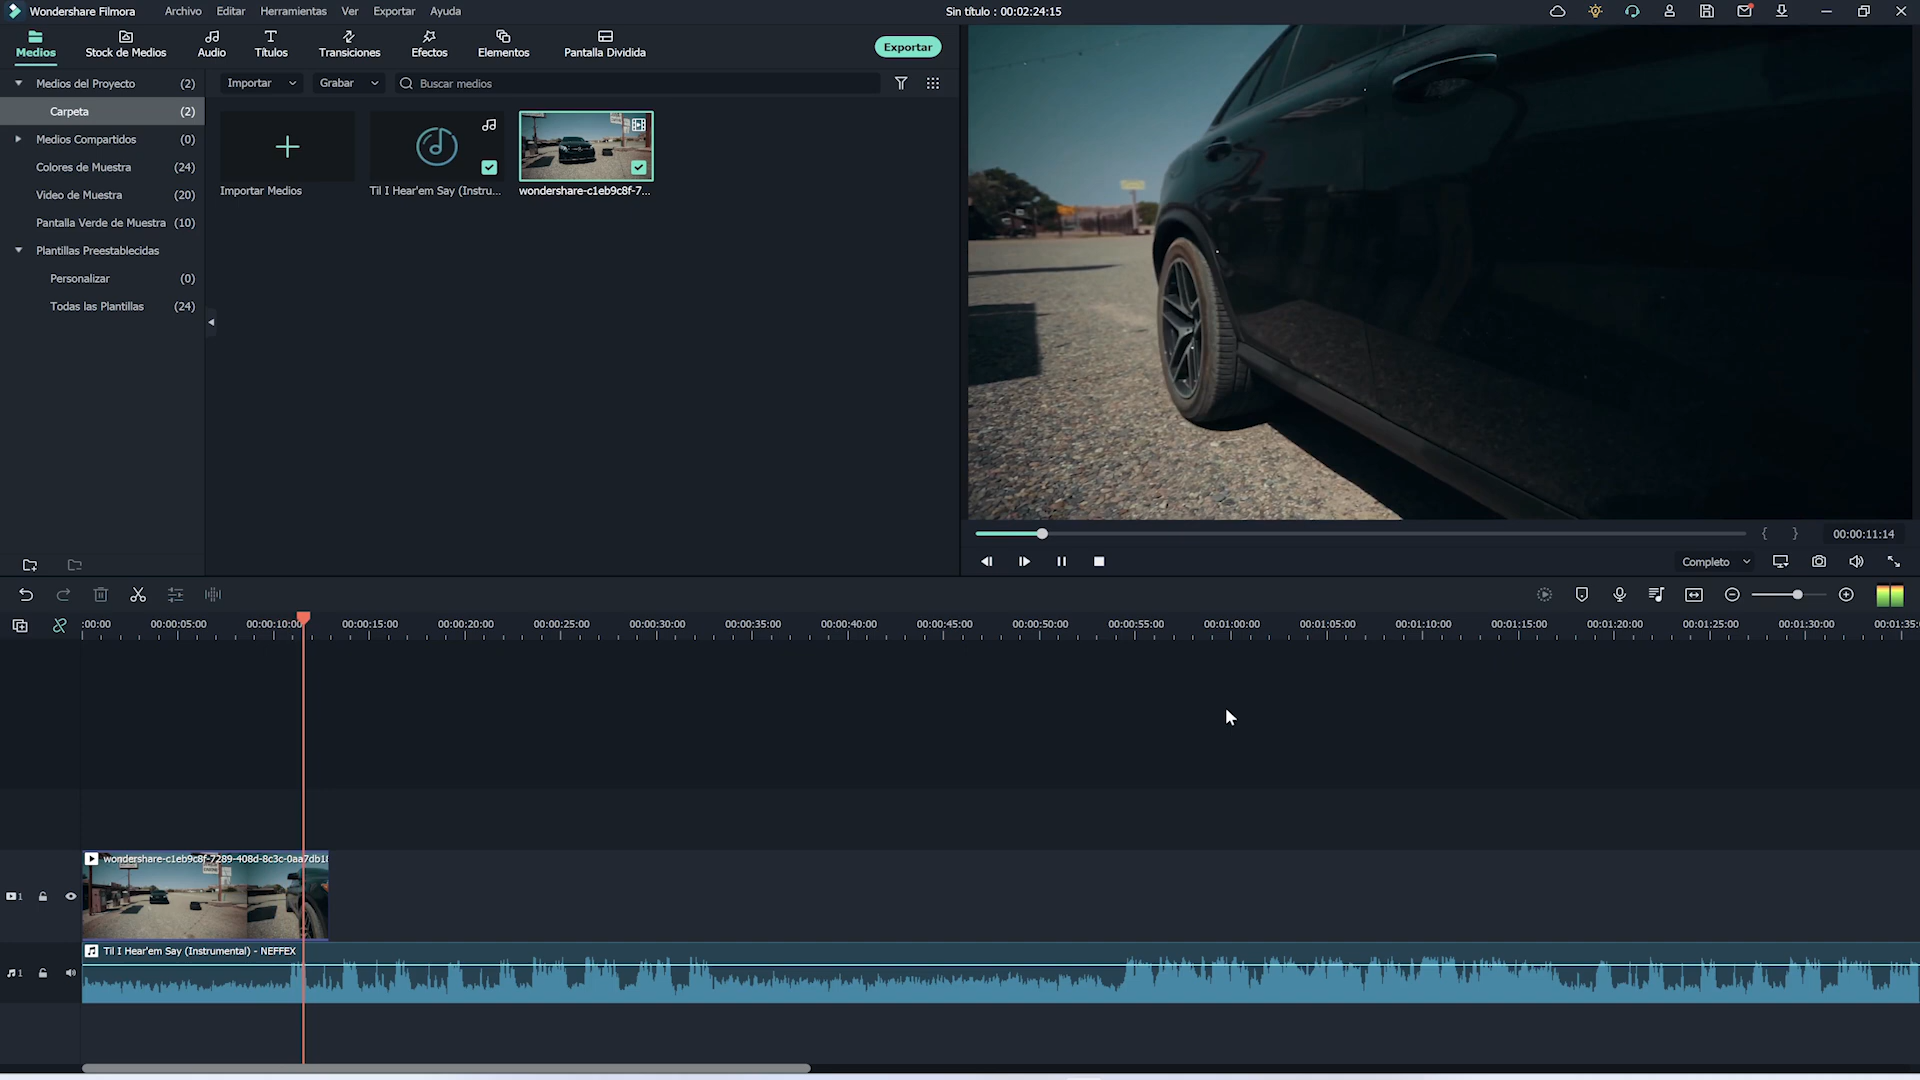 Wondershare Filmora
Archivo
Editar
Herramientas
Ver
Exportar
Ayuda
Sin título : 00:02:24:15
Medios
Stock de Medios
Audio
Títulos
Transiciones
Efectos
Elementos
Pantalla Dividida
Exportar
Medios del Proyecto (2)
Carpeta (2)
Medios Compartidos (0)
Colores de Muestra (24)
Video de Muestra (20)
Pantalla Verde de Muestra (10)
Plantillas Preestablecidas
Personalizar (0)
Todas las Plantillas (24)
Importar
Grabar
Buscar medios
Importar Medios
Til I Hear'em Say (Instru...
wondershare-c1eb9c8f-7...
{ }
00:00:11:14
Completo
:00:00
00:00:05:00
00:00:10:00
00:00:15:00
00:00:20:00
00:00:25:00
00:00:30:00
00:00:35:00
00:00:40:00
00:00:45:00
00:00:50:00
00:00:55:00
00:01:00:00
00:01:05:00
00:01:10:00
00:01:15:00
00:01:20:00
00:01:25:00
00:01:30:00
00:01:35:
wondershare-c1eb9c8f-7289-408d-8c3c-0aa7db18
1
Til I Hear'em Say (Instrumental) - NEFFEX
1